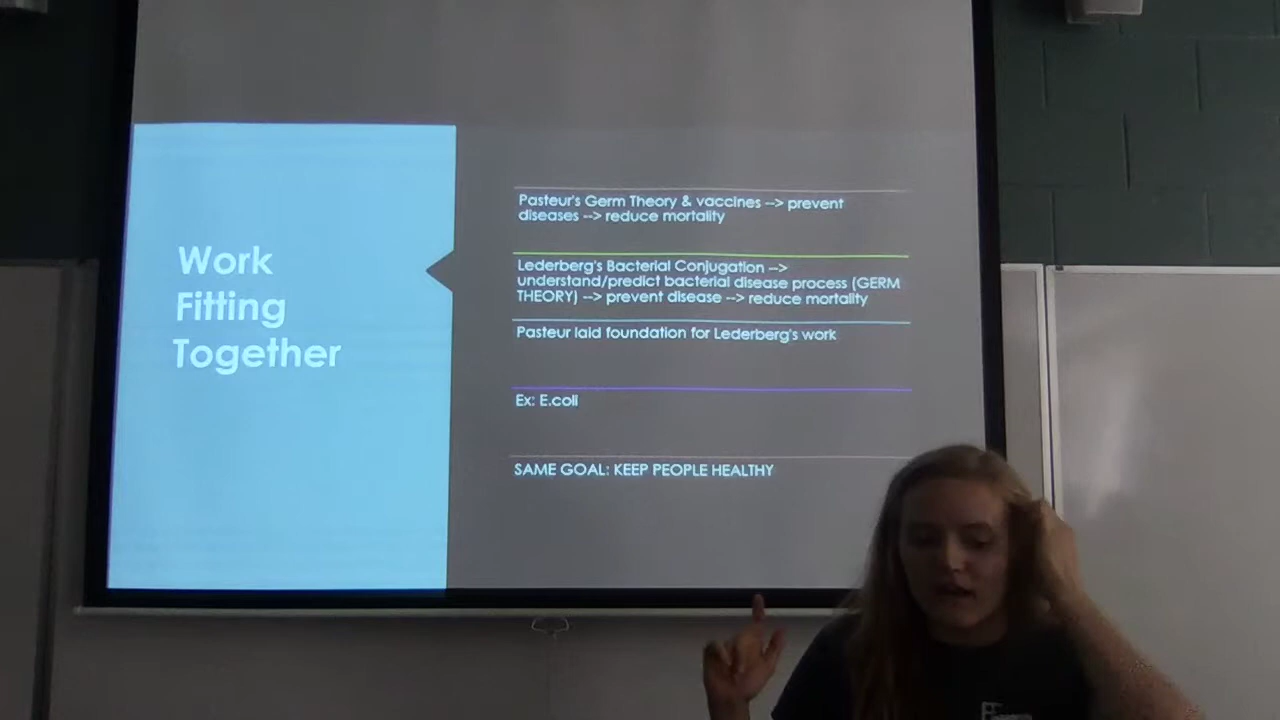 Work
Fitting
Together
Pasteur's Germ Theory & vaccines --> prevent
diseases --> reduce mortality
Lederberg's Bacterial Conjugation -->
understand/predict bacterial disease process (GERM
THEORY) --> prevent disease --> reduce mortality
Pasteur laid foundation for Lederberg's work
Ex: E.coli
SAME GOAL: KEEP PEOPLE HEALTHY